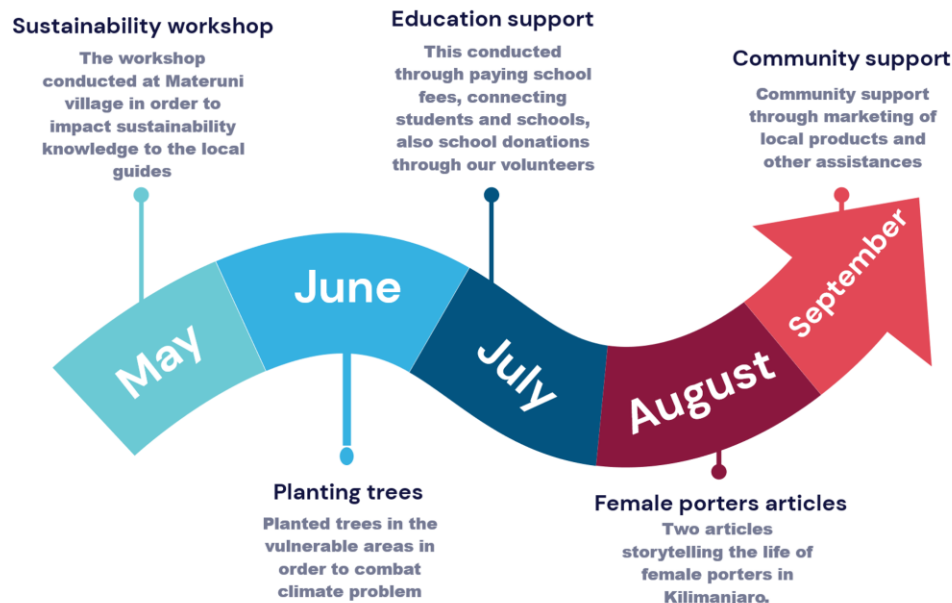 Sustainability workshop
The workshop
conducted at Materuni
village in order to
impact sustainability
knowledge to the local
guides
Education support
This conducted
through paying school
fees, connecting
students and schools,
also school donations
through our volunteers
Community support
Community support
through marketing of
local products and
other assistances
May
June
July
August
September
Planting trees
Planted trees in the
vulnerable areas in
order to combat
climate problem
Female porters articles
Two articles
storytelling the life of
female porters in
Kilimanjaro.